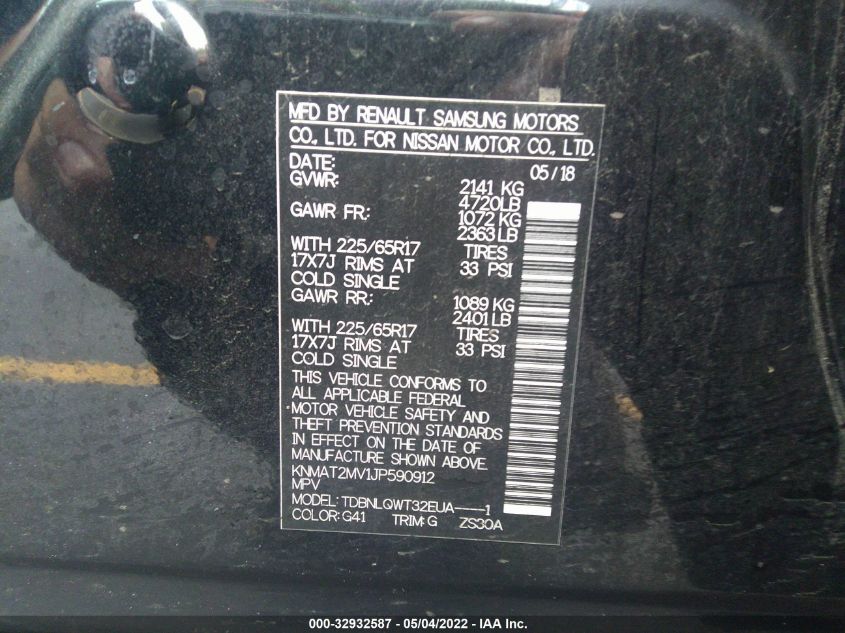 MFD BY RENAULT SAMSUNG MOTORS
CO., LTD. FOR NISSAN MOTOR CO., LTD.
DATE: 05/18
GVWR: 2141 KG
4720LB
GAWR FR: 1072 KG
2363 LB
WITH 225/65R17 TIRES
17X7J RIMS AT 33 PSI
COLD SINGLE
GAWR RR: 1089 KG
2401 LB
WITH 225/65R17 TIRES
17X7J RIMS AT 33 PSI
COLD SINGLE
THIS VEHICLE CONFORMS TO
ALL APPLICABLE FEDERAL
MOTOR VEHICLE SAFETY AND
THEFT PREVENTION STANDARDS
IN EFFECT ON THE DATE OF
MANUFACTURE SHOWN ABOVE.
KNMAT2MV1JP590912
MPV
MODEL: TDBNLQWT32EUA----1
COLOR: G41 TRIM: G ZS30A
000-32932587 - 05/04/2022 - IAA Inc.